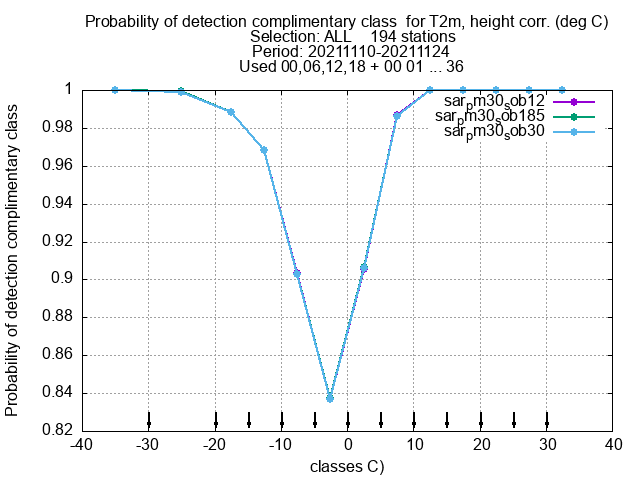 Probability of detection complimentary class  for T2m, height corr. (deg C)
Selection: ALL    194 stations
Period: 20211110-20211124
Used 00,06,12,18 + 00 01 ... 36
Probability of detection complimentary class
1
0.98
0.96
0.94
0.92
0.9
0.88
0.86
0.84
0.82
sarpm30sob12
sarpm30sob185
sarpm30sob30
-40 -30 -20 -10 0 10 20 30 40
classes C)